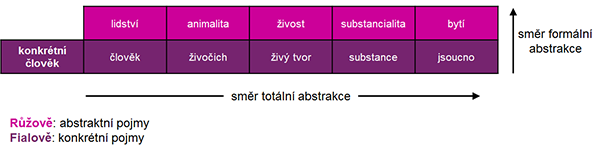 lidství animalita živost substancialita bytí
konkrétní člověk člověk živočich živý tvor substance jsoucno
směr formální abstrakce
směr totální abstrakce
Růžově: abstraktní pojmy
Fialově: konkrétní pojmy